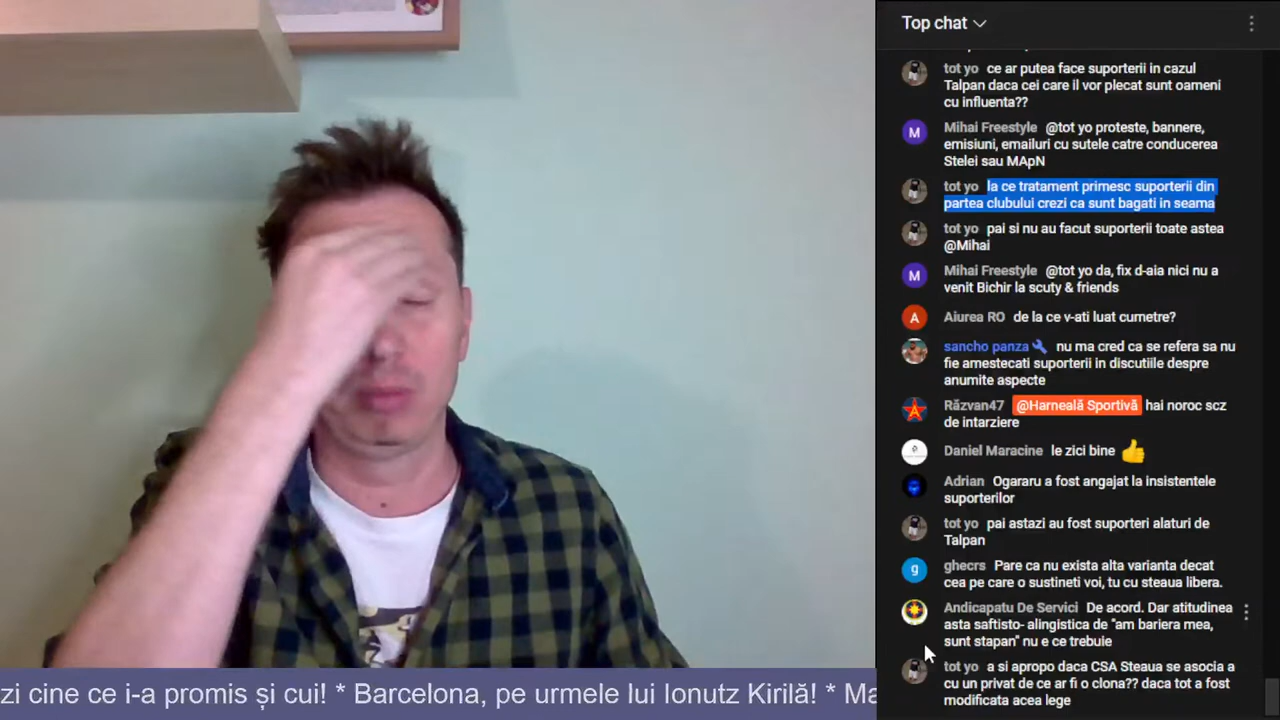 Top chat
tot yo ce ar putea face suporterii in cazul
Talpan daca cei care il vor plecat sunt oameni
cu influenta??
M
Mihai Freestyle @tot yo proteste, bannere,
emisiuni, emailuri cu sutele catre conducerea
Stelei sau MApN
tot yo la ce tratament primesc suporterii din
partea clubului crezi ca sunt bagati in seama
tot yo pai si nu au facut suporterii toate astea
@Mihai
M
Mihai Freestyle @tot yo da, fix d-aia nici nu a
venit Bichir la scuty & friends
A
Aiurea RO de la ce v-ati luat cumetre?
sancho panza nu ma cred ca se refera sa nu
fie amestecati suporterii in discutiile despre
anumite aspecte
Răzvan47 @Harneală Sportivă hai noroc scz
de intarziere
Daniel Maracine le zici bine
Adrian Ogararu a fost angajat la insistentele
suporterilor
tot yo pai astazi au fost suporteri alaturi de
Talpan
g
ghecrs Pare ca nu exista alta varianta decat
cea pe care o sustineti voi, tu cu steaua libera.
Andicapatu De Servici De acord. Dar atitudinea
asta saftisto- alingistica de "am bariera mea,
sunt stapan" nu e ce trebuie
tot yo a si apropo daca CSA Steaua se asocia a
cu un privat de ce ar fi o clona?? daca tot a fost
modificata acea lege
zi cine ce i-a promis și cui! * Barcelona, pe urmele lui Ionutz Kirilă! * Ma